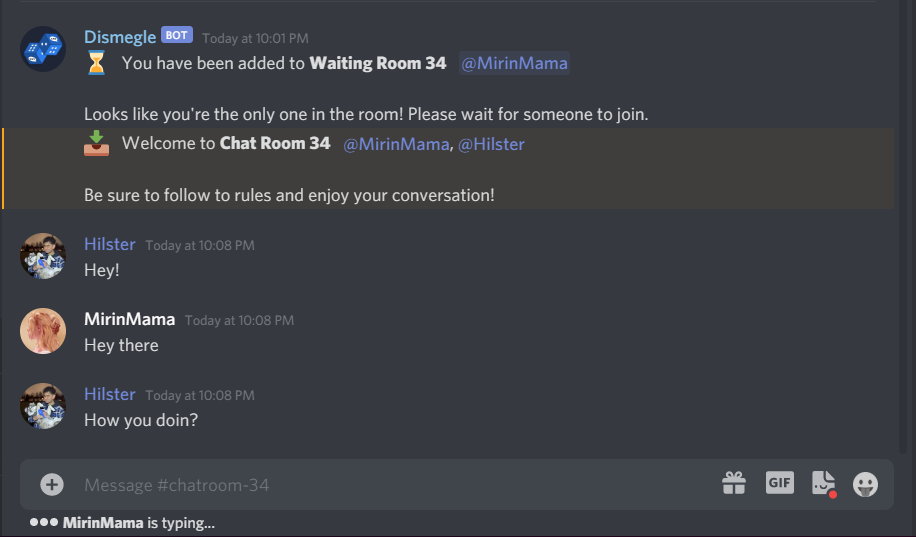 Dismegle BOT Today at 10:01 PM
You have been added to Waiting Room 34 @MirinMama
Looks like you're the only one in the room! Please wait for someone to join.
Welcome to Chat Room 34 @MirinMama, @Hilster
Be sure to follow to rules and enjoy your conversation!
Hilster Today at 10:08 PM
Hey!
MirinMama Today at 10:08 PM
Hey there
Hilster Today at 10:08 PM
How you doin?
Message #chatroom-34 GIF
MirinMama is typing...